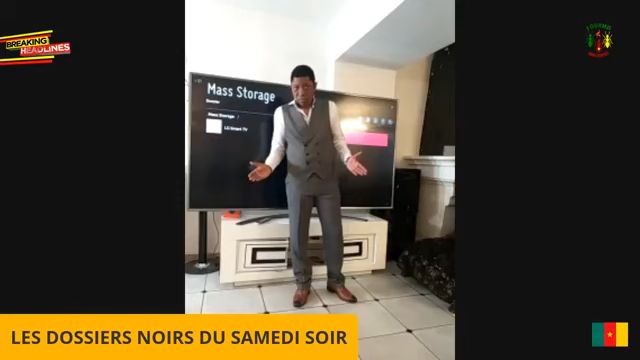 BREAKING
HEADLINES
Mass Storage
Mass Storage /
LG Smart TV
LES DOSSIERS NOIRS DU SAMEDI SOIR